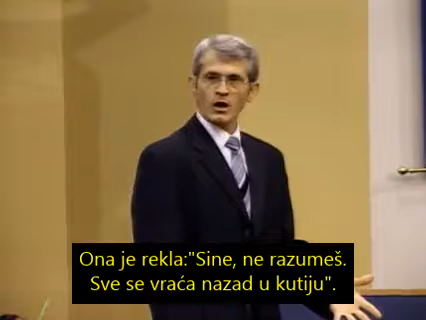 Ona je rekla:"Sine, ne razumeš.
Sve se vraća nazad u kutiju".